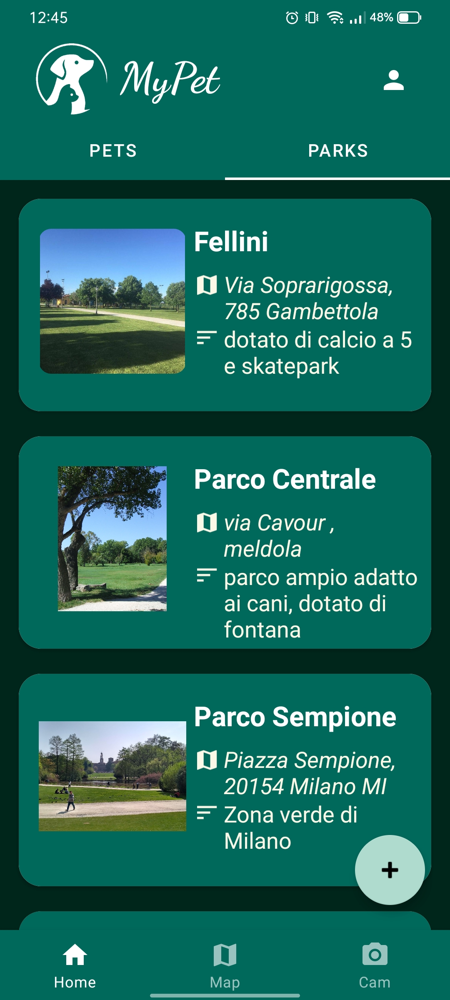 12:45
48%
MyPet
PETS
PARKS
Fellini
Via Soprarigossa,
785 Gambettola
dotato di calcio a 5
e skatepark
Parco Centrale
via Cavour ,
meldola
parco ampio adatto
ai cani, dotato di
fontana
Parco Sempione
Piazza Sempione,
20154 Milano MI
Zona verde di
Milano
+
Home
Map
Cam